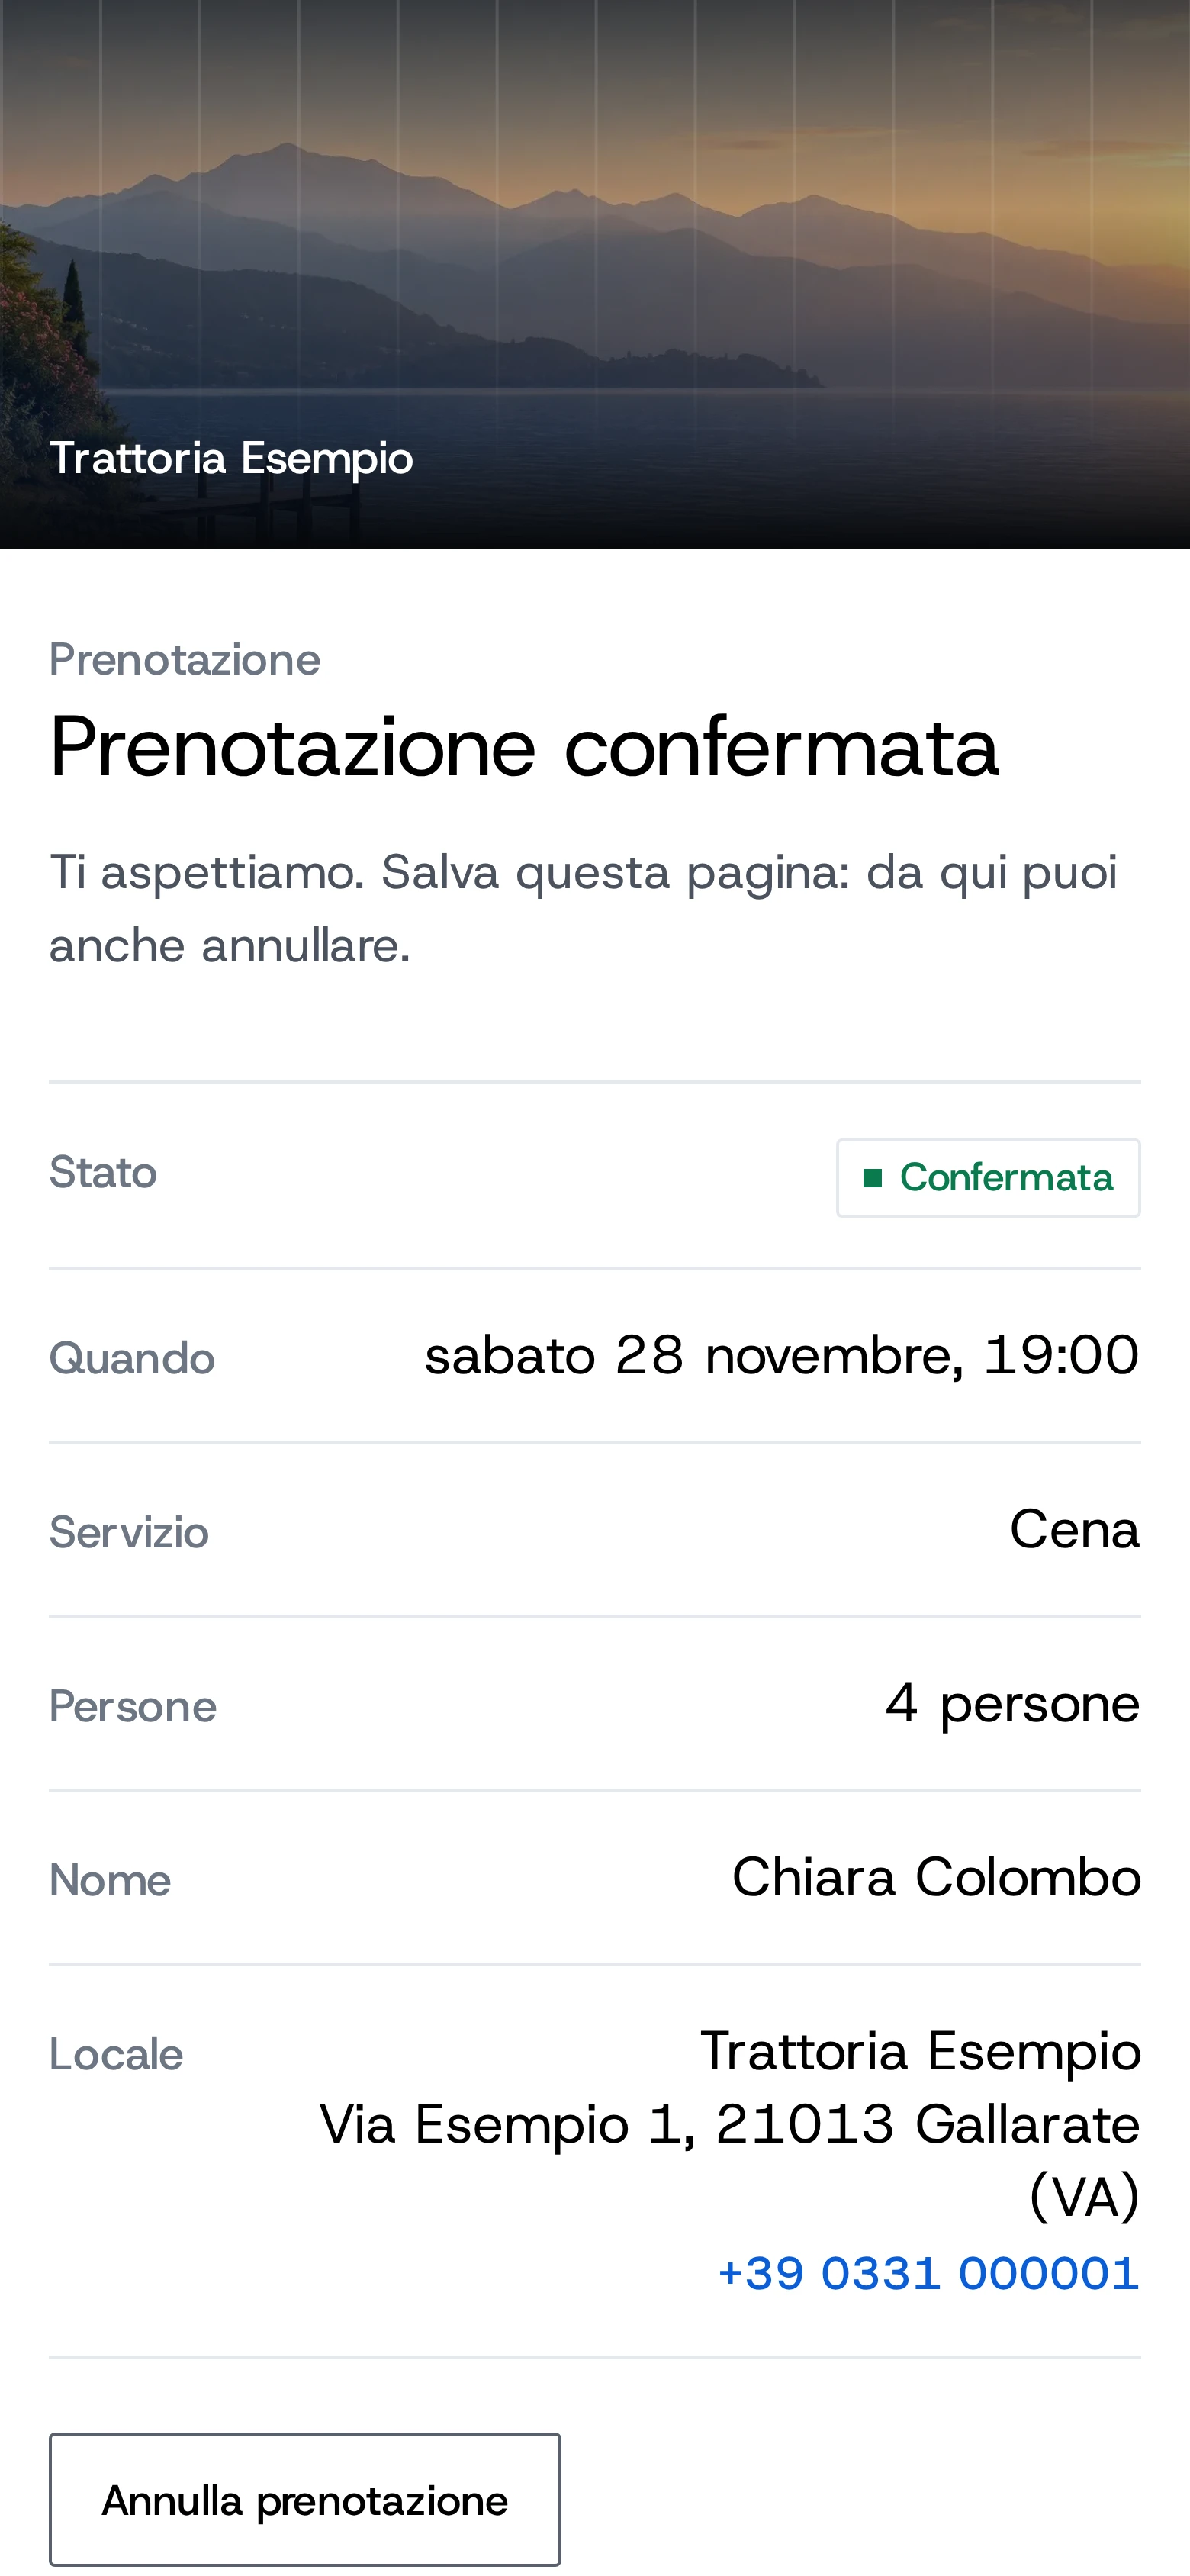 Trattoria Esempio
Prenotazione
Prenotazione confermata
Ti aspettiamo. Salva questa pagina: da qui puoi
anche annullare.
Stato
Confermata
Quando
sabato 28 novembre, 19:00
Servizio
Cena
Persone
4 persone
Nome
Chiara Colombo
Locale
Trattoria Esempio
Via Esempio 1, 21013 Gallarate
(VA)
+39 0331 000001
Annulla prenotazione